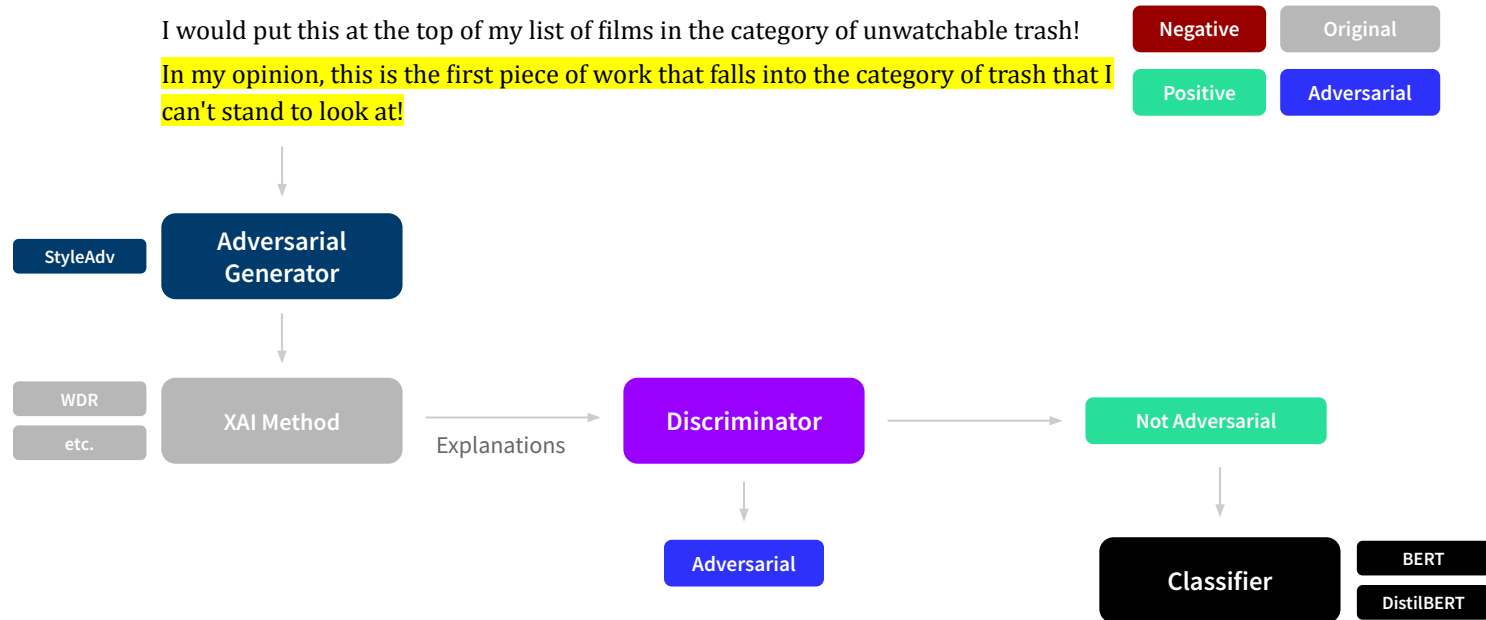 I would put this at the top of my list of films in the category of unwatchable trash!
In my opinion, this is the first piece of work that falls into the category of trash that I
can't stand to look at!
Negative
Original
Positive
Adversarial
StyleAdv
Adversarial
Generator
WDR
etc.
XAI Method
Explanations
Discriminator
Not Adversarial
Adversarial
Classifier
BERT
DistilBERT